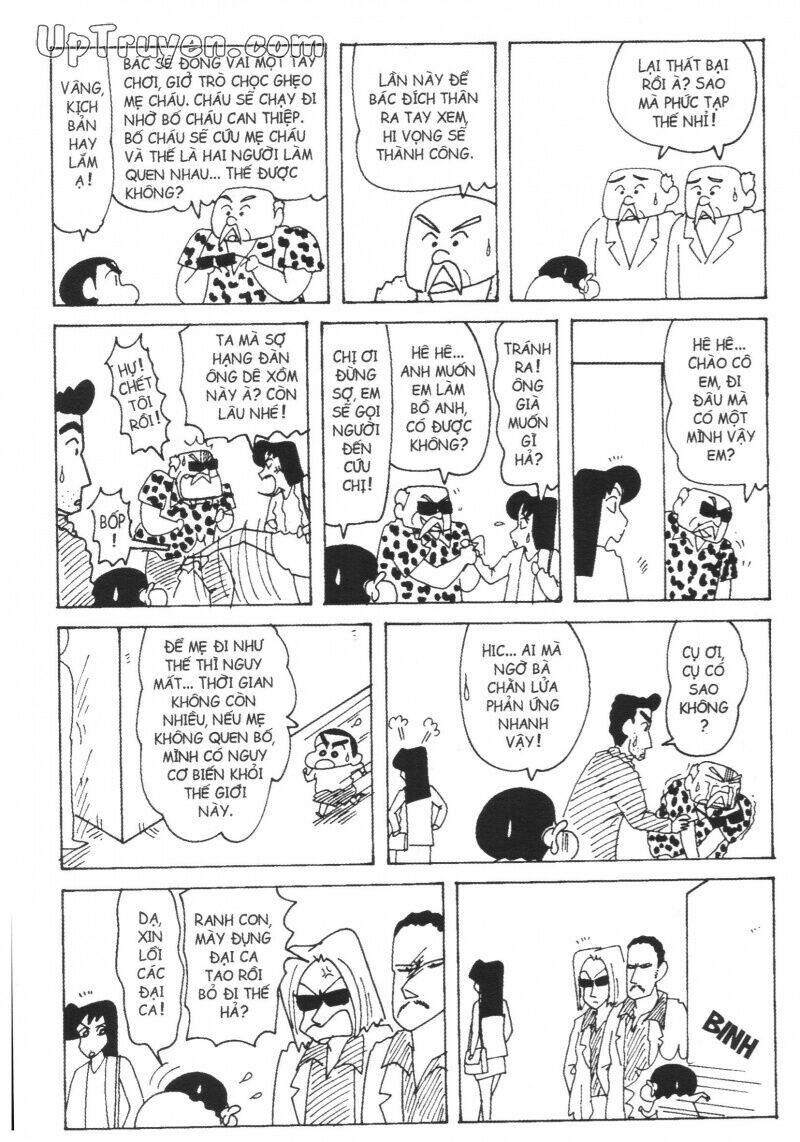 UpTruyen.com
LẠI THẤT BẠI
RỒI À? SAO
MÀ PHỨC TẠP
THẾ NHỈ!
LẦN NÀY ĐỂ
BÁC ĐÍCH THÂN
RA TAY XEM,
HI VỌNG SẼ
THÀNH CÔNG.
BÁC SẼ ĐÓNG VAI MỘT TAY
CHƠI, GIỞ TRÒ CHỌC GHẸO
MẸ CHÁU. CHÁU SẼ CHẠY ĐI
NHỜ BỐ CHÁU CAN THIỆP.
BỐ CHÁU SẼ CỨU MẸ CHÁU
VÀ THẾ LÀ HAI NGƯỜI LÀM
QUEN NHAU... THẾ ĐƯỢC
KHÔNG?
VÂNG,
KỊCH
BẢN
HAY
LẮM
Ạ!
HÊ HÊ...
CHÀO CÔ
EM, ĐI
ĐÂU MÀ
CÓ MỘT
MÌNH VẬY
EM?
TRÁNH
RA!
ÔNG
GIÀ
MUỐN
GÌ
HẢ?
HÊ HÊ...
ANH MUỐN
EM LÀM
BỒ ANH,
CÓ ĐƯỢC
KHÔNG?
CHỊ ƠI
ĐỪNG
SỢ, EM
SẼ GỌI
NGƯỜI
ĐẾN
CỨU
CHỊ!
TA MÀ SỢ
HẠNG ĐÀN
ÔNG DÊ XỒM
NÀY À? CÒN
LÂU NHÉ!
HỰ!
CHẾT
TÔI
RỒI!
BỐP
!
CỤ ƠI,
CỤ CÓ
SAO
KHÔNG
?
HIC... AI MÀ
NGỜ BÀ
CHẰN LỬA
PHẢN ỨNG
NHANH
VẬY!
ĐỂ MẸ ĐI NHƯ
THẾ THÌ NGUY
MẤT... THỜI GIAN
KHÔNG CÒN
NHIỀU, NẾU MẸ
KHÔNG QUEN BỐ,
MÌNH CÓ NGUY
CƠ BIẾN KHỎI
THẾ GIỚI
NÀY.
BINH
RANH CON,
MÀY ĐỤNG
ĐẠI CA
TAO RỒI
BỎ ĐI THẾ
HẢ?
DẠ,
XIN
LỖI
CÁC
ĐẠI
CA!